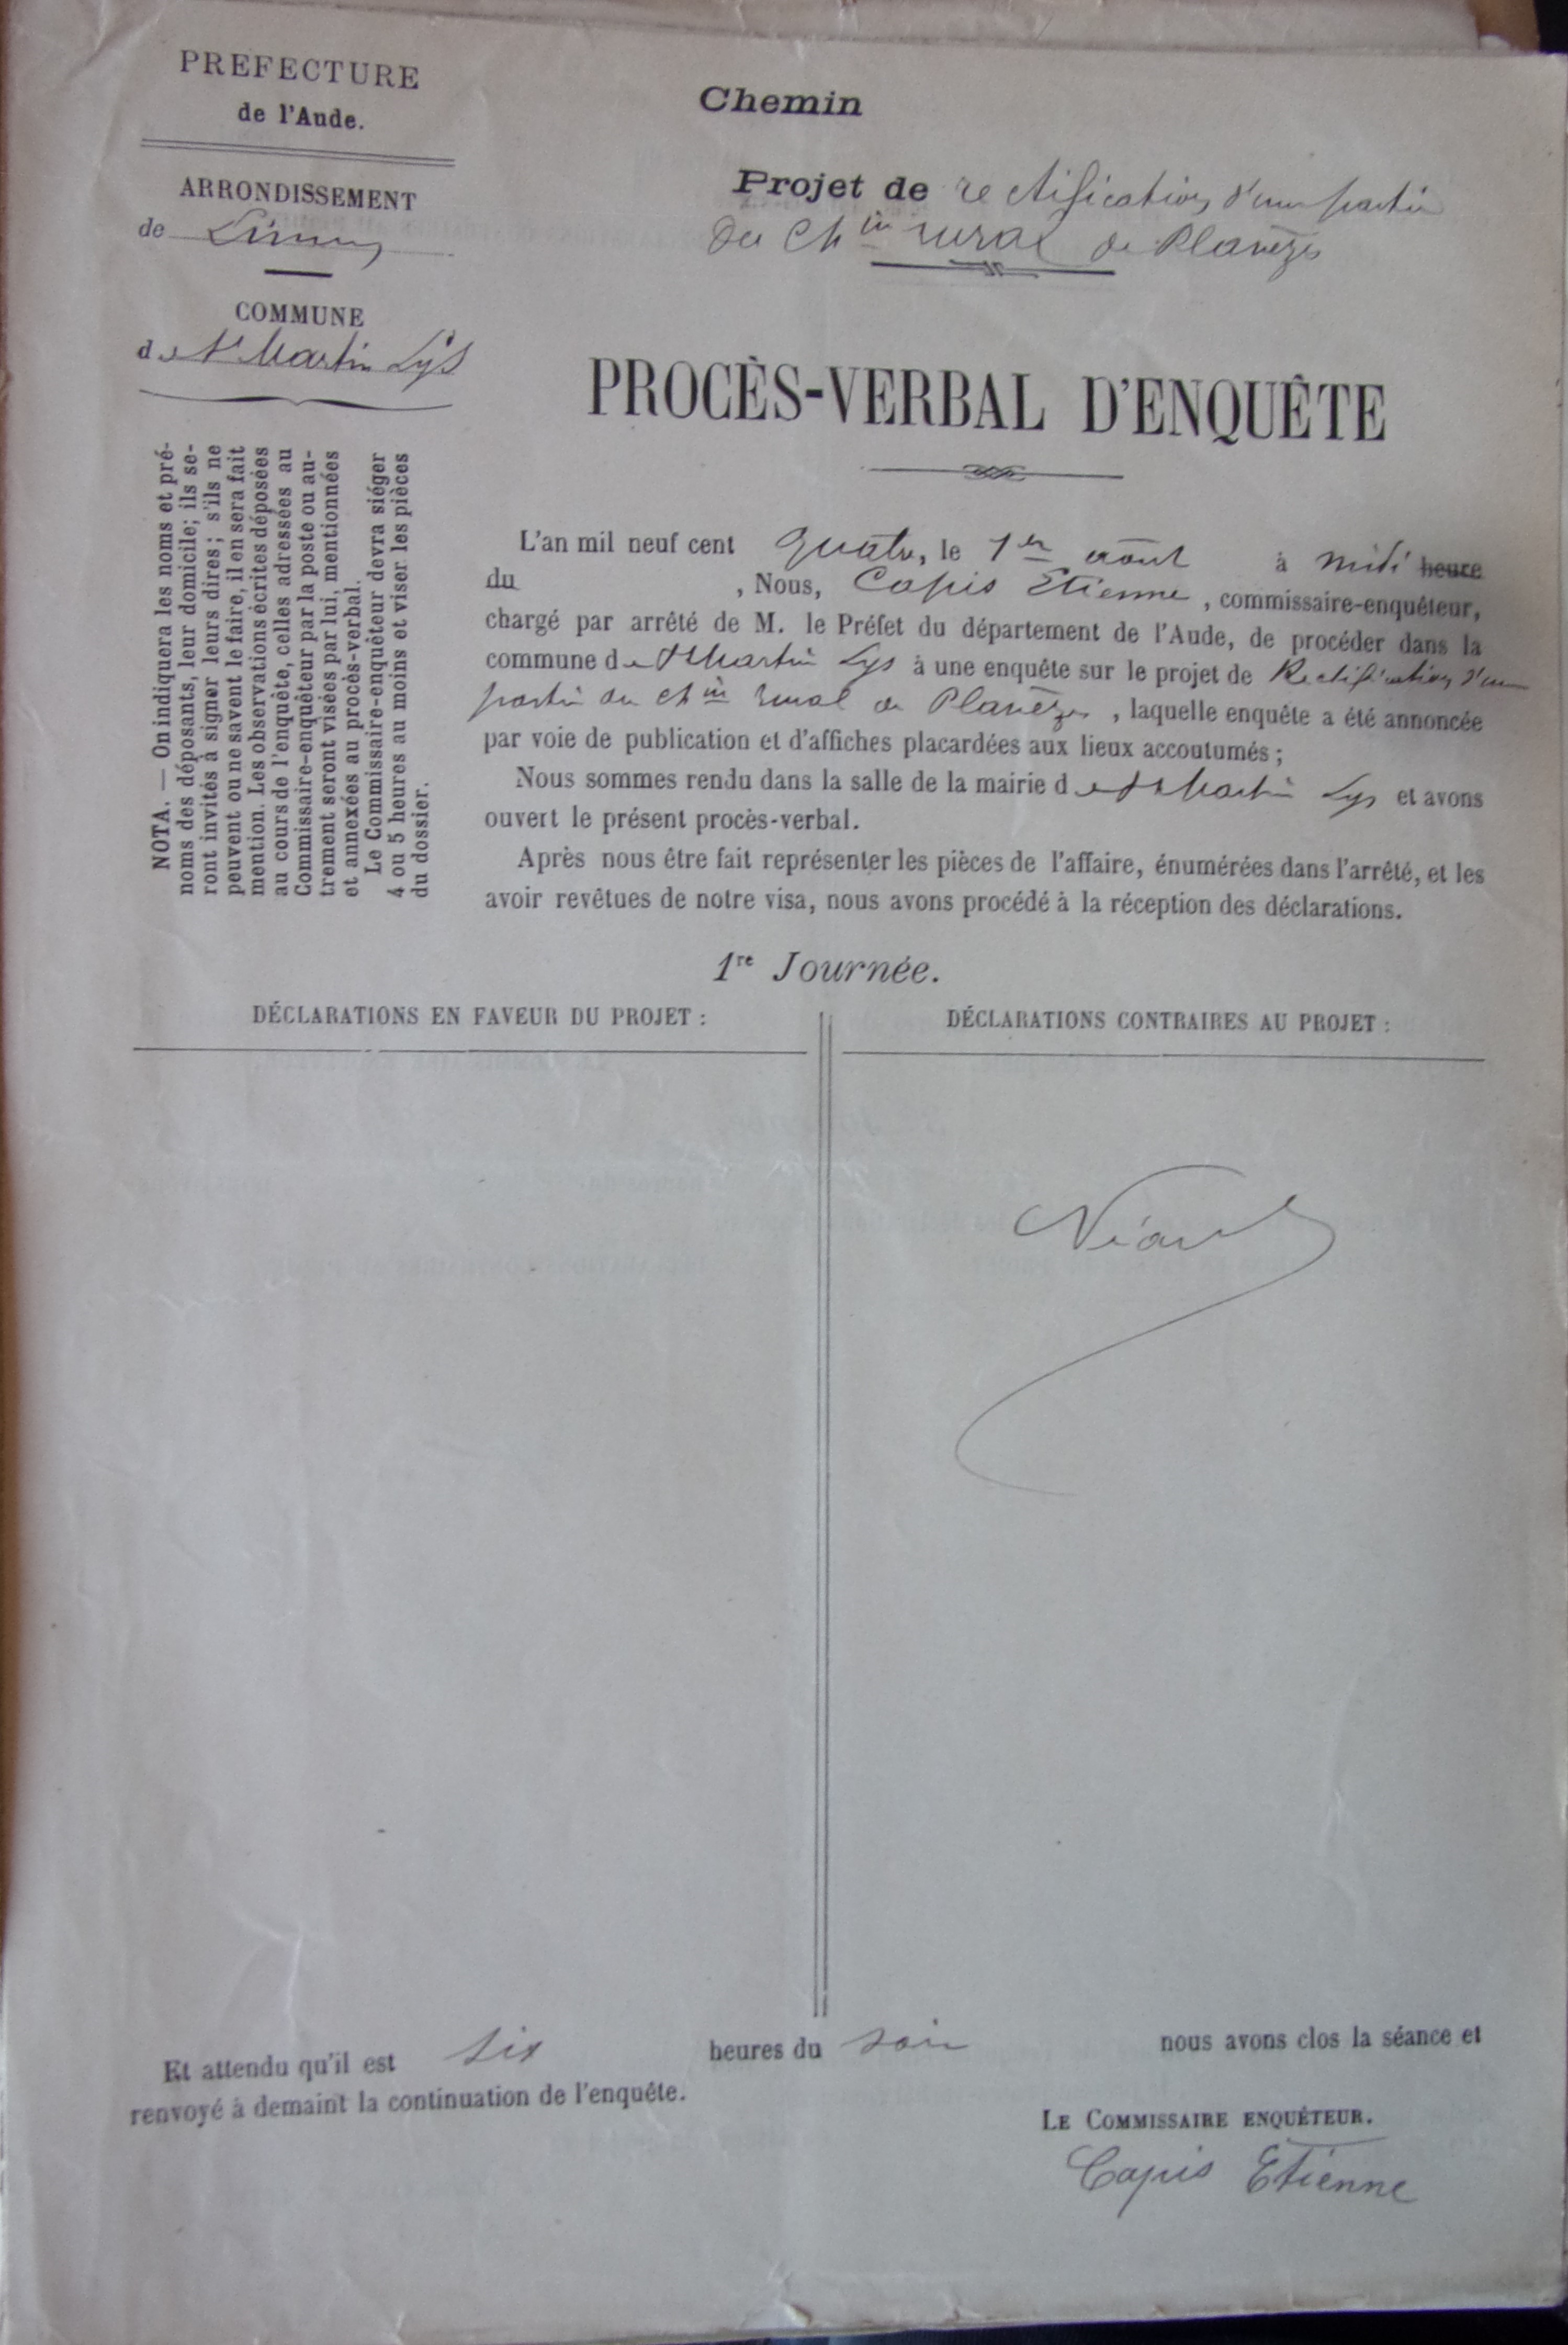 PREFECTURE
de l'Aude.
ARRONDISSEMENT
de Limoux
COMMUNE
de St Martin Lys
NOTA. — On indiquera les noms et pré-
noms des déposants, leur domicile; ils se-
ront invités à signer leurs dires; s'ils ne
peuvent ou ne savent le faire, il en sera fait
mention. Les observations écrites déposées
au cours de l'enquête, celles adressées au
Commissaire-enquêteur par la poste ou au-
trement seront visées par lui, mentionnées
et annexées au procès-verbal.
Le Commissaire-enquêteur devra siéger
4 ou 5 heures au moins et viser les pièces
du dossier.
Chemin
Projet de rectification d'une partie
du Chin rural de Planèzes
PROCÈS-VERBAL D'ENQUÊTE
L'an mil neuf cent quatre, le 1er août à midi heure
du , Nous, Capis Etienne, commissaire-enquêteur,
chargé par arrêté de M. le Préfet du département de l'Aude, de procéder dans la
commune de St Martin Lys à une enquête sur le projet de Rectification d'une
partie du chin rural de Planèzes, laquelle enquête a été annoncée
par voie de publication et d'affiches placardées aux lieux accoutumés;
Nous sommes rendu dans la salle de la mairie de St Martin Lys et avons
ouvert le présent procès-verbal.
Après nous être fait représenter les pièces de l'affaire, énumérées dans l'arrêté, et les
avoir revêtues de notre visa, nous avons procédé à la réception des déclarations.
1re Journée.
DÉCLARATIONS EN FAVEUR DU PROJET :
DÉCLARATIONS CONTRAIRES AU PROJET :
Néant
Et attendu qu'il est six heures du soir nous avons clos la séance et
renvoyé à demaint la continuation de l'enquête.
LE COMMISSAIRE ENQUÊTEUR.
Capis Etienne